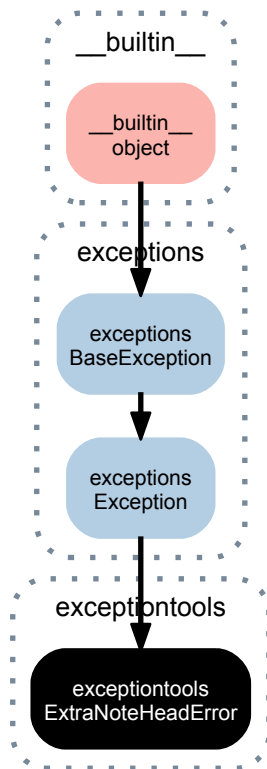 __builtin__
__builtin__
object
exceptions
exceptions
BaseException
exceptions
Exception
exceptiontools
exceptiontools
ExtraNoteHeadError